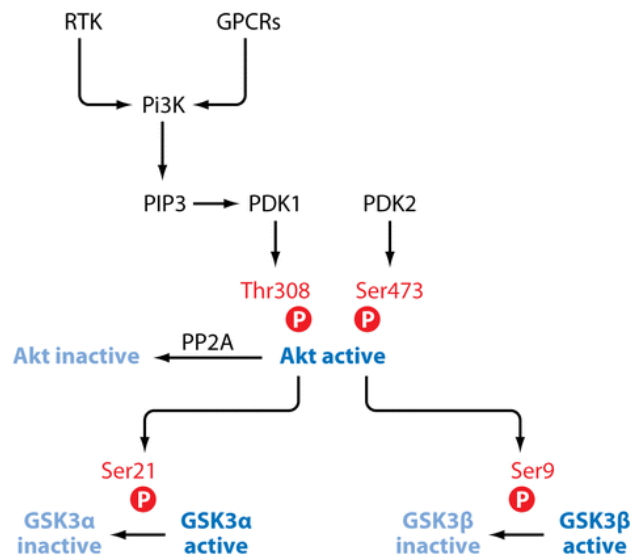 RTK GPCRs
Pi3K
PIP3 PDK1 PDK2
Thr308 Ser473
P P
PP2A
Akt inactive Akt active
Ser21 Ser9
P P
GSK3α GSK3α GSK3β GSK3β
inactive active inactive active